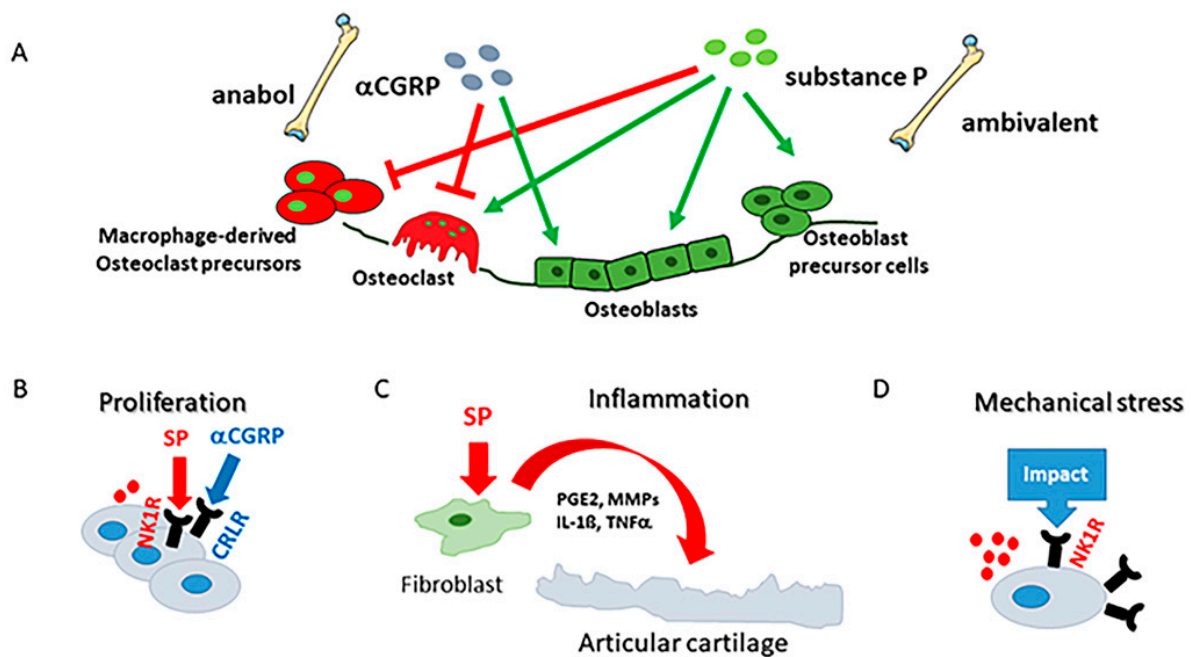 A
anabol
αCGRP
substance P
ambivalent
Macrophage-derived
Osteoclast precursors
Osteoclast
Osteoblasts
Osteoblast
precursor cells
B
Proliferation
SP
αCGRP
NK1R
CRLR
C
Inflammation
SP
PGE2, MMPs
IL-1ß, TNFα
Fibroblast
Articular cartilage
D
Mechanical stress
Impact
NK1R